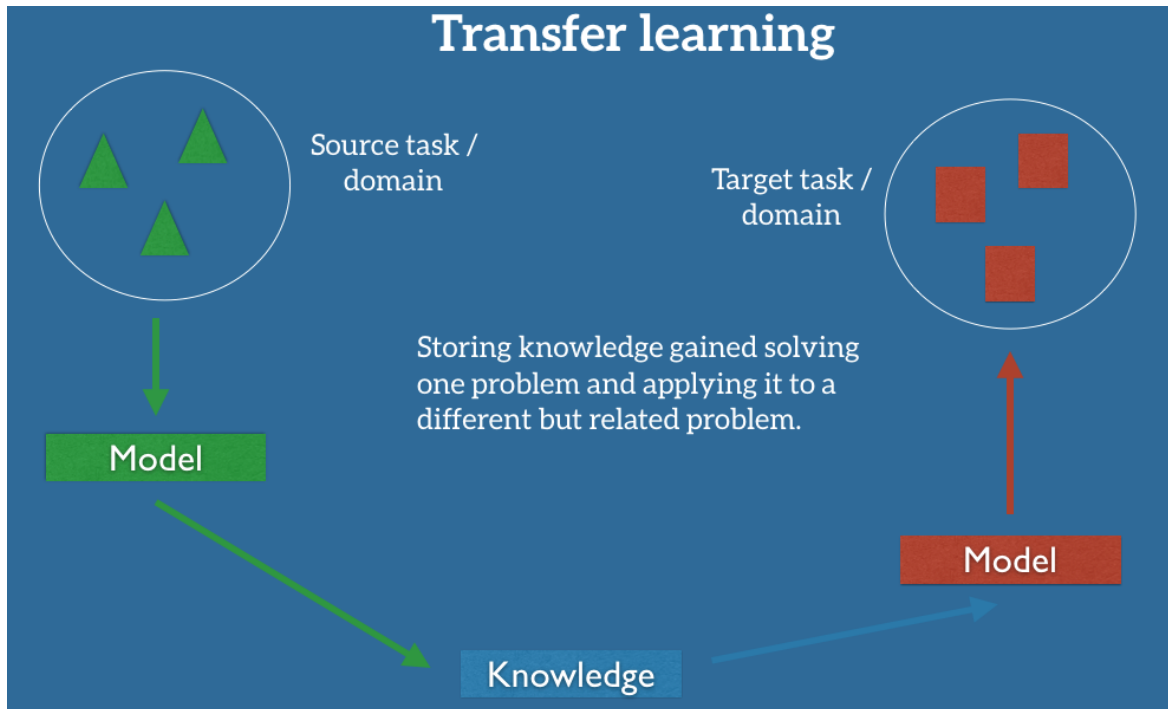 Transfer learning
Source task /
domain
Target task /
domain
Storing knowledge gained solving
one problem and applying it to a
different but related problem.
Model
Model
Knowledge